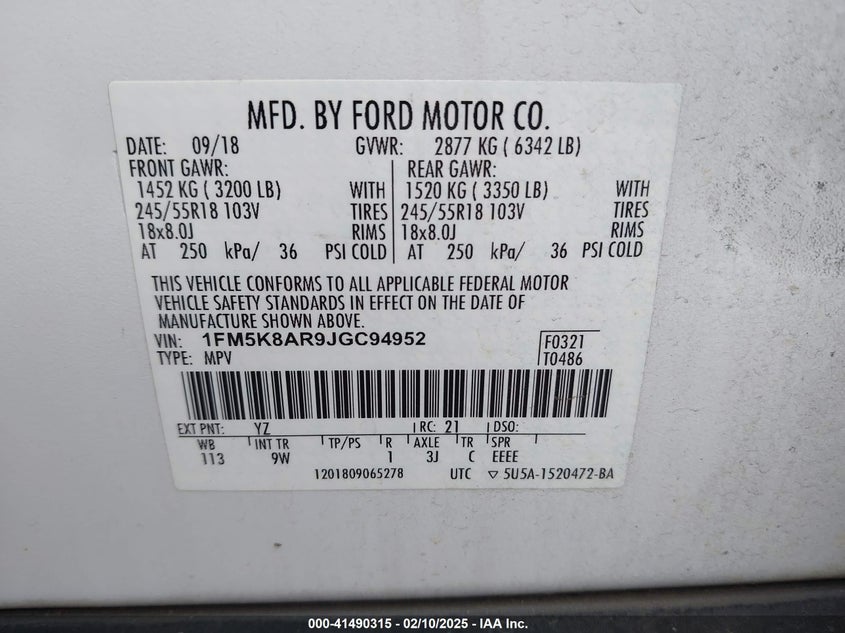 MFD. BY FORD MOTOR CO.
DATE: 09/18 GVWR: 2877 KG ( 6342 LB)
FRONT GAWR: REAR GAWR:
1452 KG ( 3200 LB) WITH 1520 KG ( 3350 LB) WITH
245/55R18 103V TIRES 245/55R18 103V TIRES
18x8.0J RIMS 18x8.0J RIMS
AT 250 kPa/ 36 PSI COLD AT 250 kPa/ 36 PSI COLD
THIS VEHICLE CONFORMS TO ALL APPLICABLE FEDERAL MOTOR
VEHICLE SAFETY STANDARDS IN EFFECT ON THE DATE OF
MANUFACTURE SHOWN ABOVE.
VIN: 1FM5K8AR9JGC94952 F0321
TYPE: MPV T0486
EXT PNT: YZ RC: 21 DSO:
WB INT TR TP/PS R AXLE TR SPR
113 9W 1 3J C EEEE
1201809065278 UTC ▽ 5U5A-1520472-BA
000-41490315 - 02/10/2025 - IAA Inc.